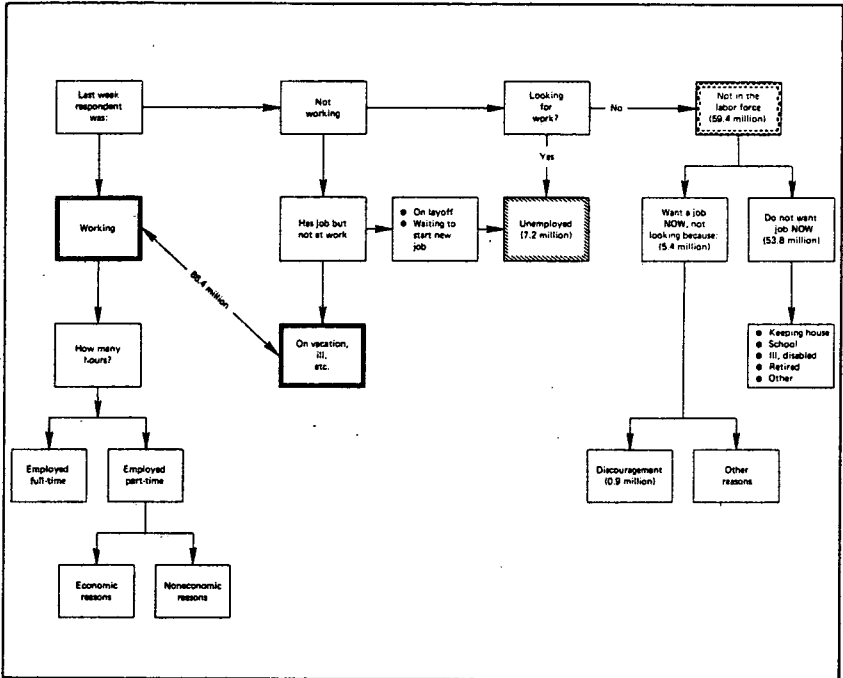 Last week
respondent
was:
Not
working
Looking
for
work?
No
Not in the
labor force
(59.4 million)
Yes
Working
Has job but
not at work
● On layoff
● Waiting to
start new
job
Unemployed
(7.2 million)
Want a job
NOW, not
looking because:
(5.4 million)
Do not want
job NOW
(53.8 million)
88.4 million
How many
hours?
On vacation,
ill,
etc.
● Keeping house
● School
● Ill, disabled
● Retired
● Other
Employed
full-time
Employed
part-time
Discouragement
(0.9 million)
Other
reasons
Economic
reasons
Noneconomic
reasons